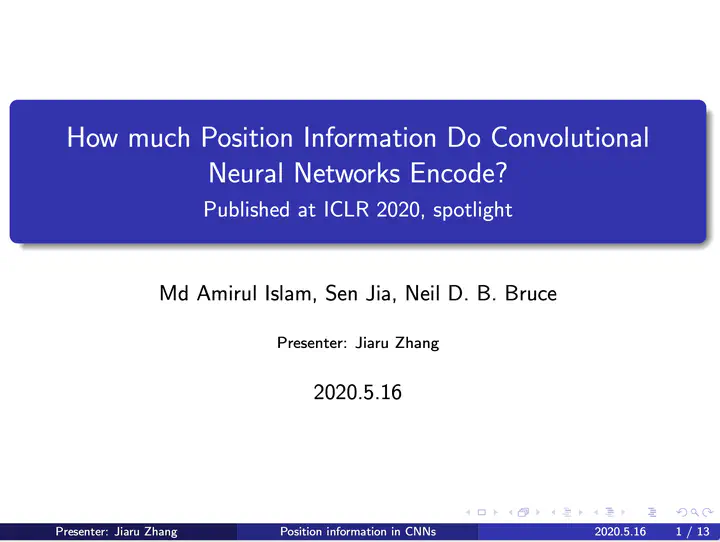 How much Position Information Do Convolutional
Neural Networks Encode?
Published at ICLR 2020, spotlight
Md Amirul Islam, Sen Jia, Neil D. B. Bruce
Presenter: Jiaru Zhang
2020.5.16
Presenter: Jiaru Zhang Position information in CNNs 2020.5.16 1 / 13